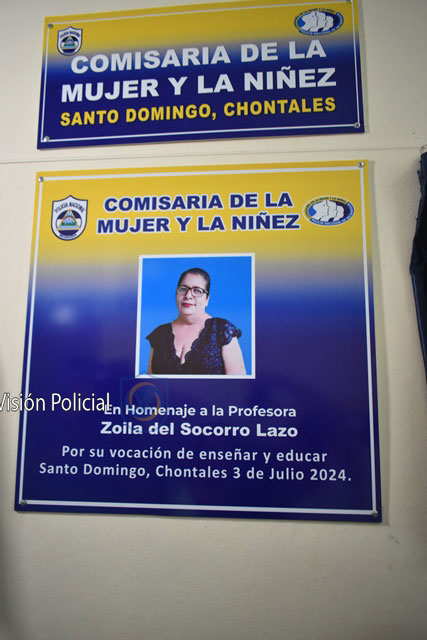 COMISARIA DE LA
MUJER Y LA NIÑEZ
SANTO DOMINGO, CHONTALES
POLICIA NACIONAL
COMISARIA DE LA
MUJER Y LA NIÑEZ
Visión Policial
En Homenaje a la Profesora
Zoila del Socorro Lazo
Por su vocación de enseñar y educar
Santo Domingo, Chontales 3 de Julio 2024.